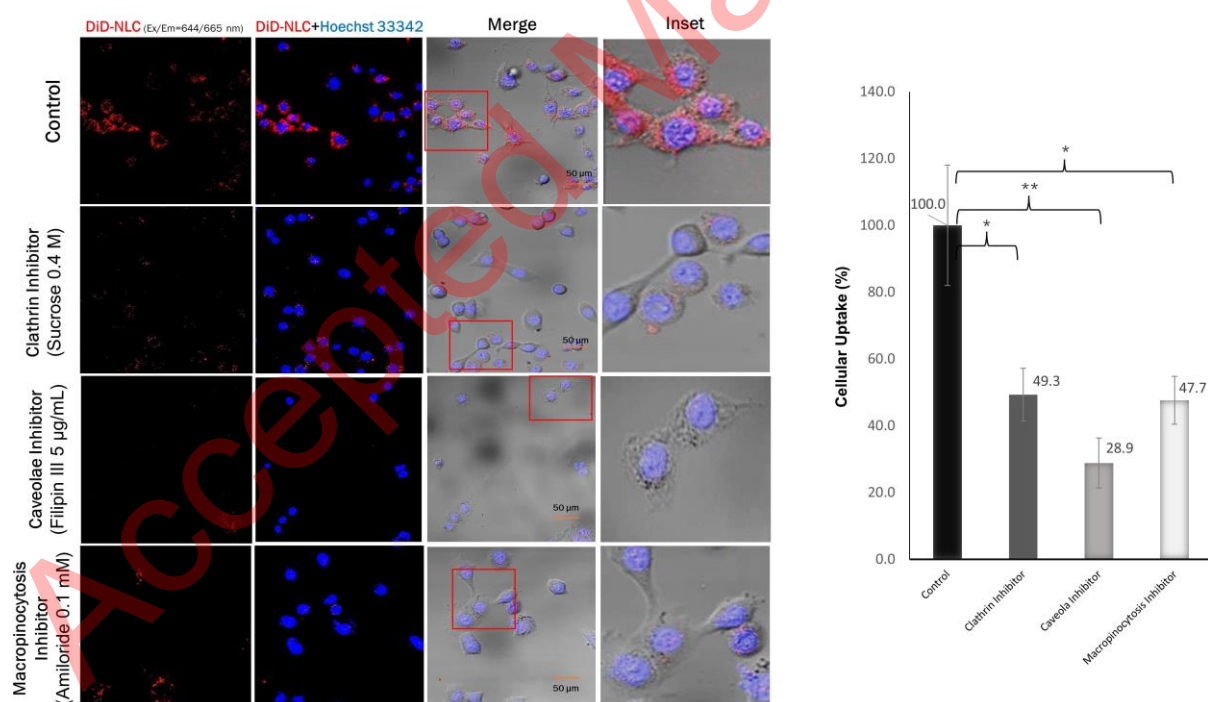 DiD-NLC (Ex/Em=644/665 nm)
DiD-NLC+Hoechst 33342
Merge
Inset
Control
50 µm
Clathrin Inhibitor
(Sucrose 0.4 M)
50 µm
Caveolae Inhibitor
(Filipin III 5 µg/mL)
50 µm
Macropinocytosis
Inhibitor
(Amiloride 0.1 mM)
50 µm
Accepted Ma
Cellular Uptake (%)
140.0
120.0
100.0
80.0
60.0
40.0
20.0
0.0
*
**
*
100.0
49.3
28.9
47.7
Control
Clathrin Inhibitor
Caveola Inhibitor
Macropinocytosis Inhibitor